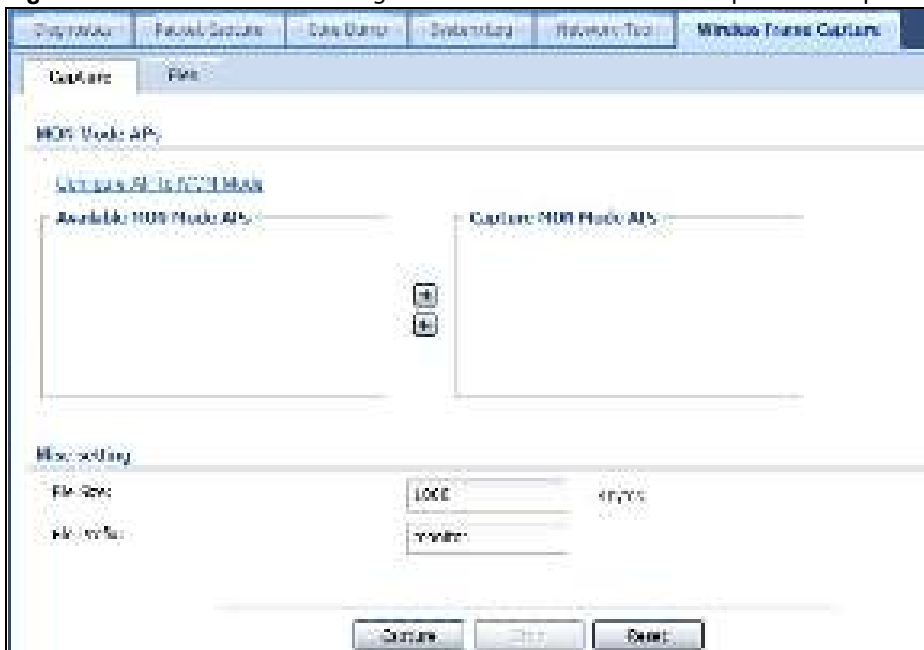 Diagnostics Packet Capture Core Dump System Log Network Tool Wireless Frame Capture
Capture Files
MON Mode APs
Configure AP to MON Mode
Available MON Mode APs Capture MON Mode APs
Misc setting
File Size: 1000
File Prefix: monitor
Capture Stop Reset